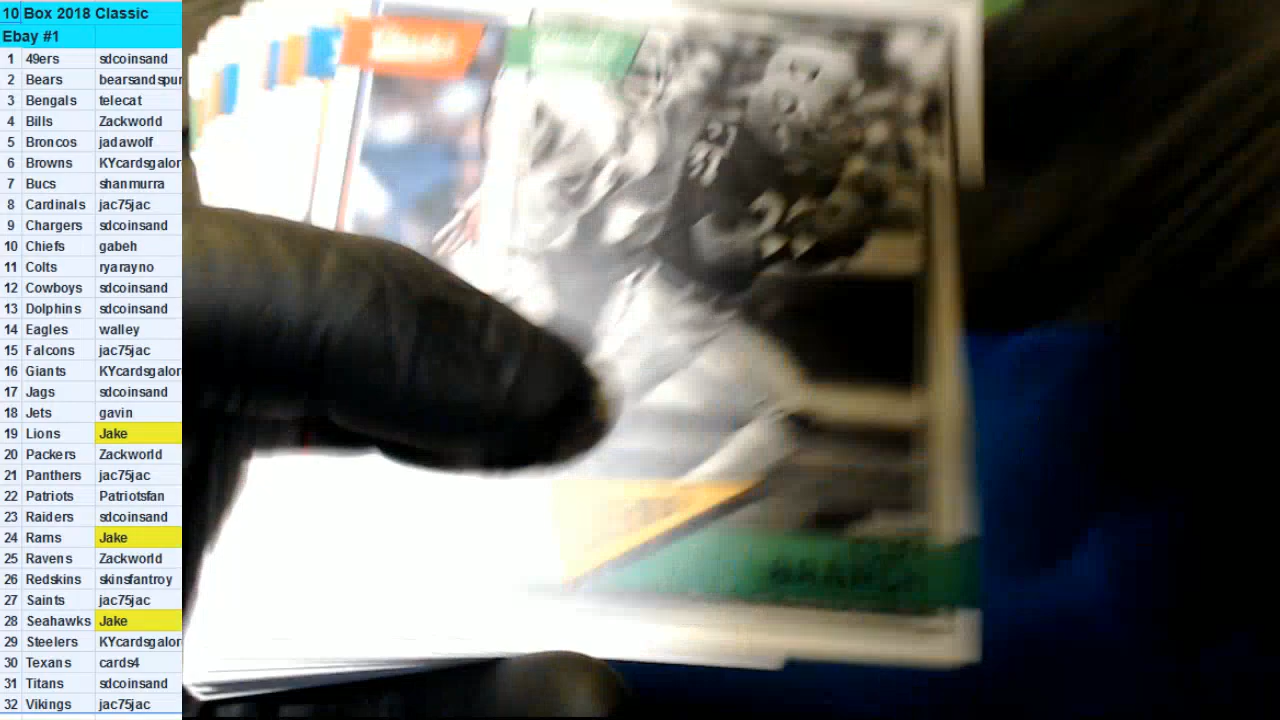 10 Box 2018 Classic
Ebay #1
1 49ers sdcoinsand
2 Bears bearsandspur
3 Bengals telecat
4 Bills Zackworld
5 Broncos jadawolf
6 Browns KYcardsgalor
7 Bucs shanmurra
8 Cardinals jac75jac
9 Chargers sdcoinsand
10 Chiefs gabeh
11 Colts ryarayno
12 Cowboys sdcoinsand
13 Dolphins sdcoinsand
14 Eagles walley
15 Falcons jac75jac
16 Giants KYcardsgalor
17 Jags sdcoinsand
18 Jets gavin
19 Lions Jake
20 Packers Zackworld
21 Panthers jac75jac
22 Patriots Patriotsfan
23 Raiders sdcoinsand
24 Rams Jake
25 Ravens Zackworld
26 Redskins skinsfantroy
27 Saints jac75jac
28 Seahawks Jake
29 Steelers KYcardsgalor
30 Texans cards4
31 Titans sdcoinsand
32 Vikings jac75jac
BRANCH